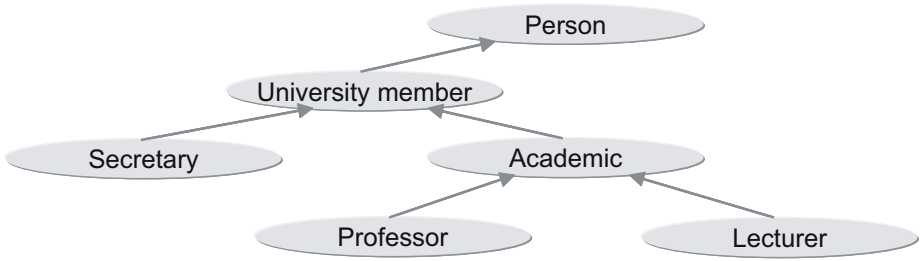 Person
University member
Secretary
Academic
Professor
Lecturer